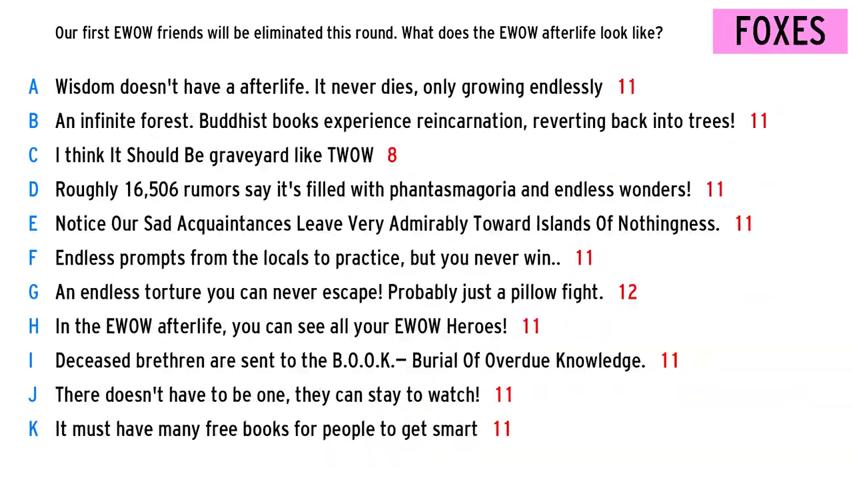 Our first EWOW friends will be eliminated this round. What does the EWOW afterlife look like?
FOXES
A Wisdom doesn't have a afterlife. It never dies, only growing endlessly 11
B An infinite forest. Buddhist books experience reincarnation, reverting back into trees! 11
C I think It Should Be graveyard like TWOW 8
D Roughly 16,506 rumors say it's filled with phantasmagoria and endless wonders! 11
E Notice Our Sad Acquaintances Leave Very Admirably Toward Islands Of Nothingness. 11
F Endless prompts from the locals to practice, but you never win.. 11
G An endless torture you can never escape! Probably just a pillow fight. 12
H In the EWOW afterlife, you can see all your EWOW Heroes! 11
I Deceased brethren are sent to the B.O.O.K.— Burial Of Overdue Knowledge. 11
J There doesn't have to be one, they can stay to watch! 11
K It must have many free books for people to get smart 11